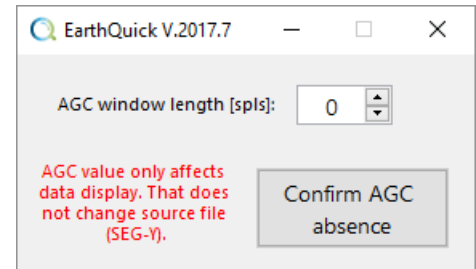 EarthQuick V.2017.7
AGC window length [spls]: 0
AGC value only affects
data display. That does
not change source file
(SEG-Y).
Confirm AGC
absence